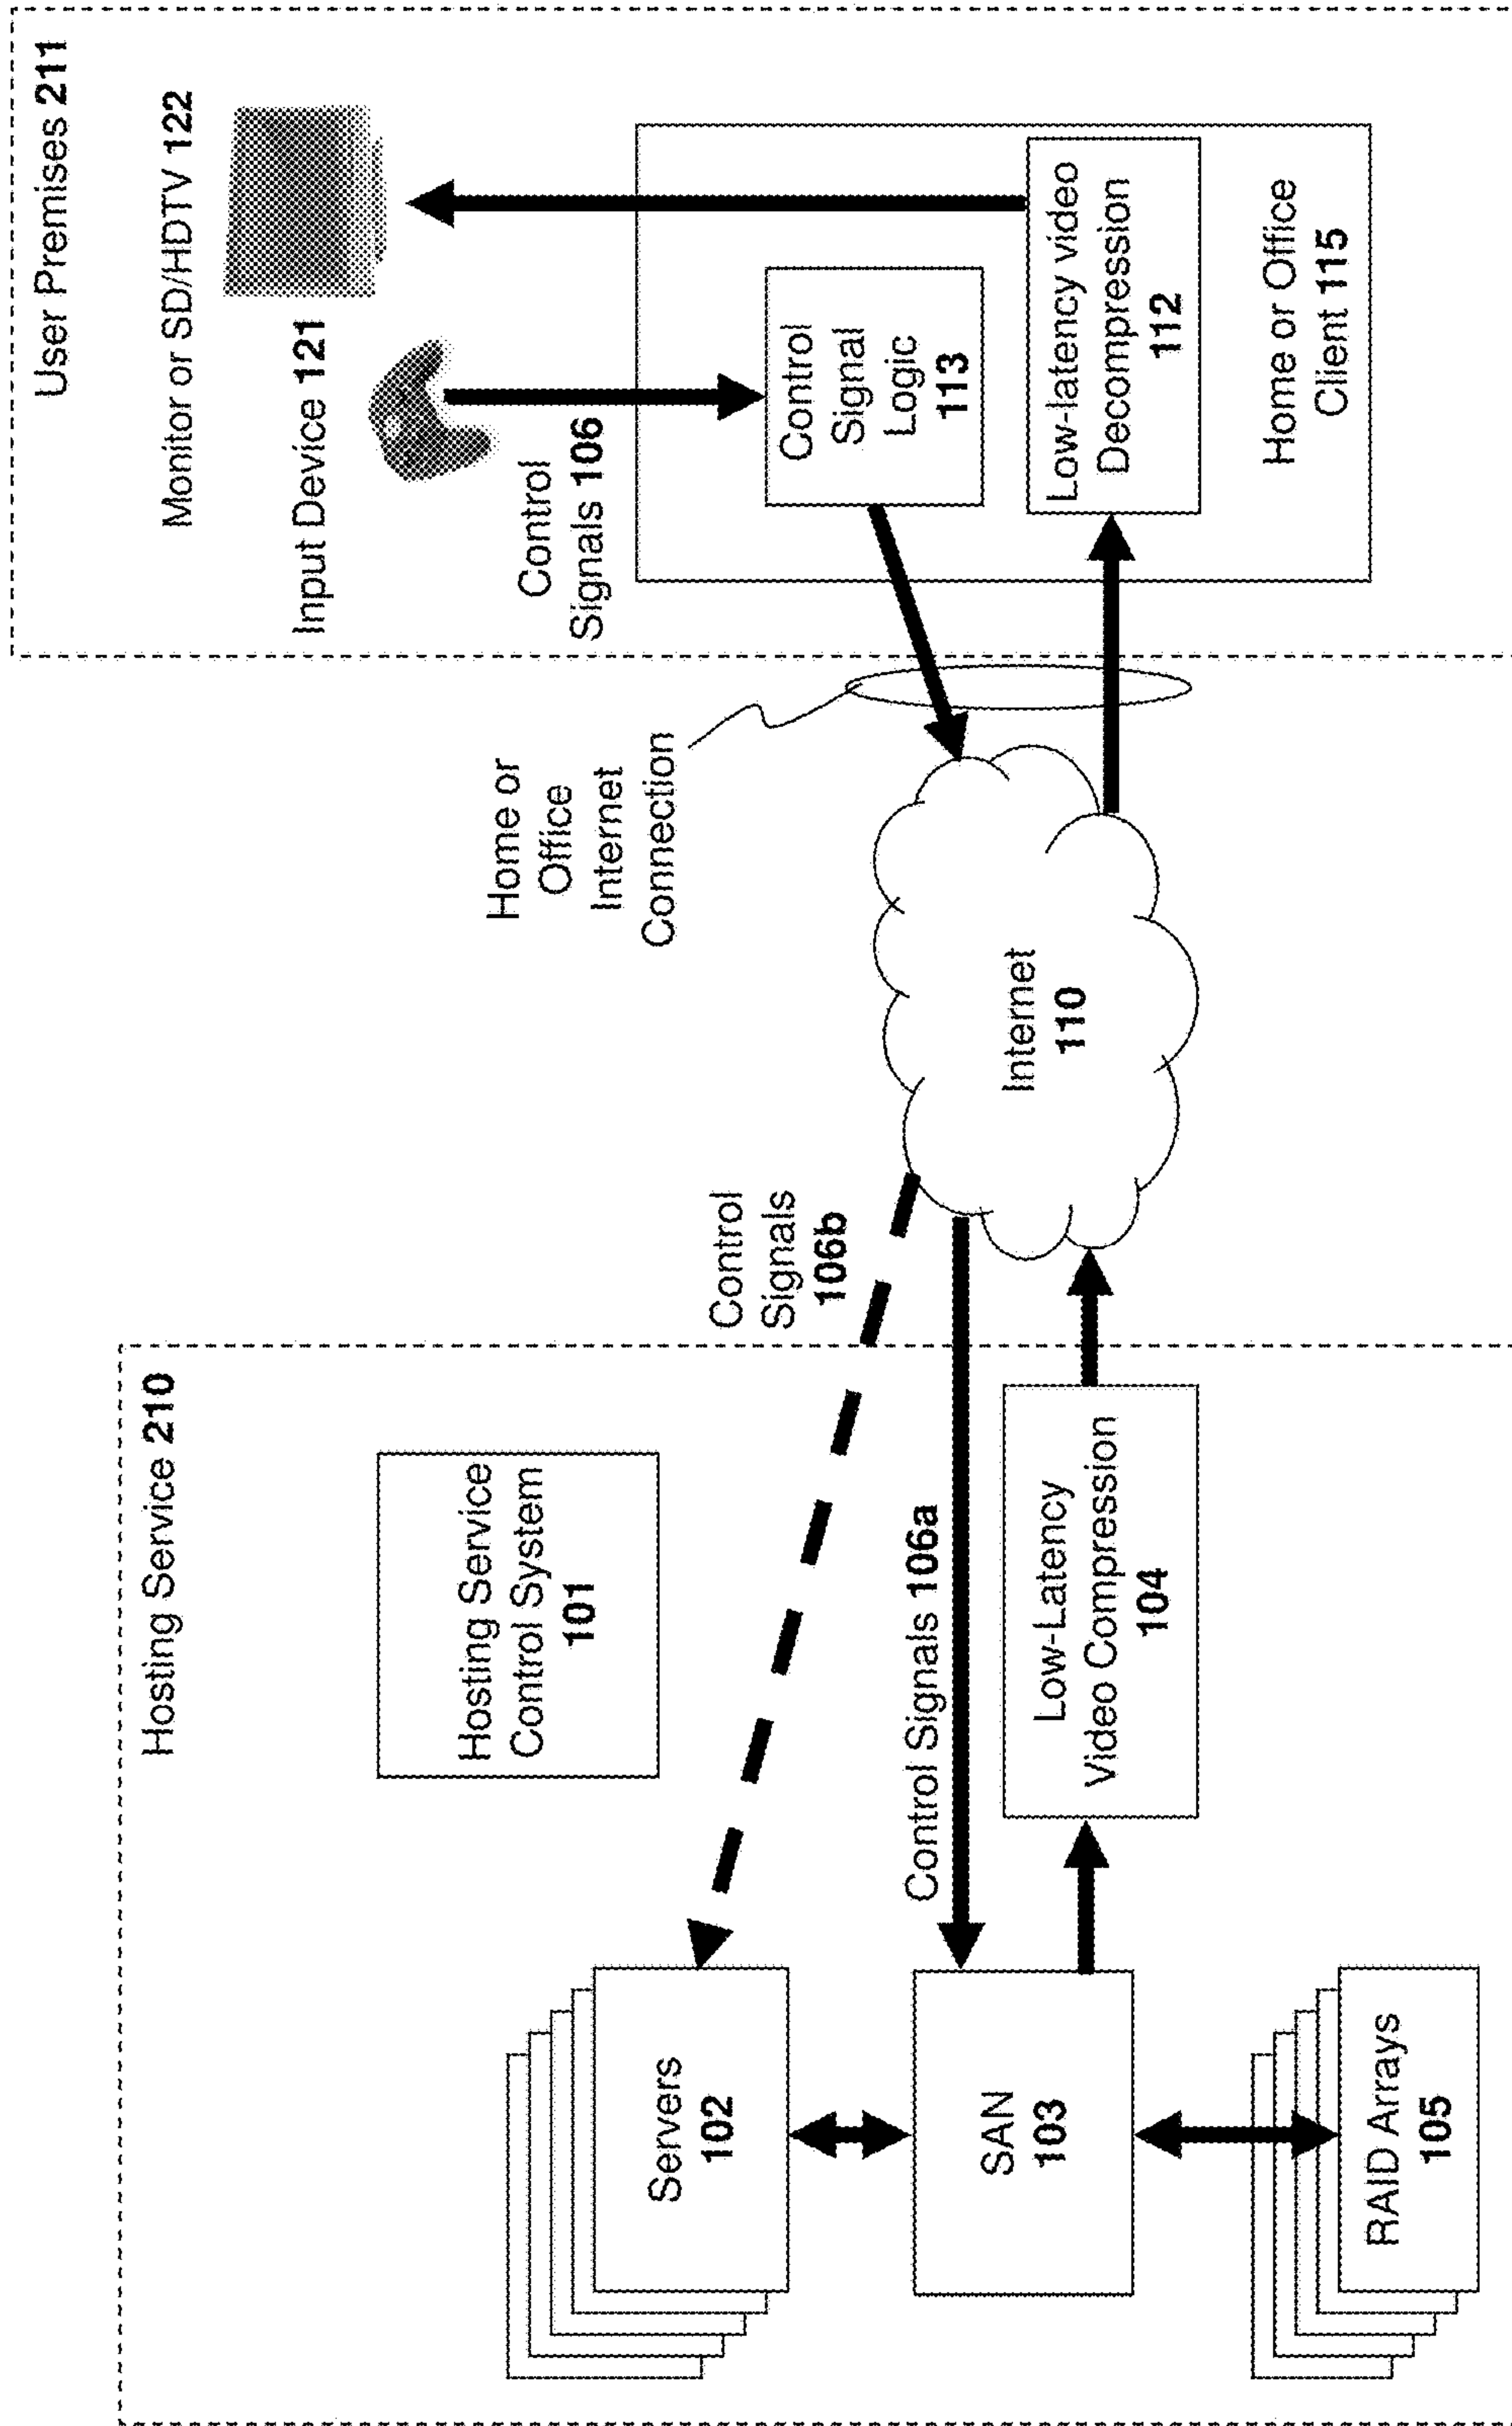 Hosting Service 210
Hosting Service
Control System
101
Servers
102
Control Signals 106a
SAN
103
Low-Latency
Video Compression
104
RAID Arrays
105
Control
Signals
106b
Home or
Office
Internet
Connection
Internet
110
User Premises 211
Monitor or SD/HDTV 122
Input Device 121
Control
Signals 106
Control
Signal
Logic
113
Low-latency video
Decompression
112
Home or Office
Client 115